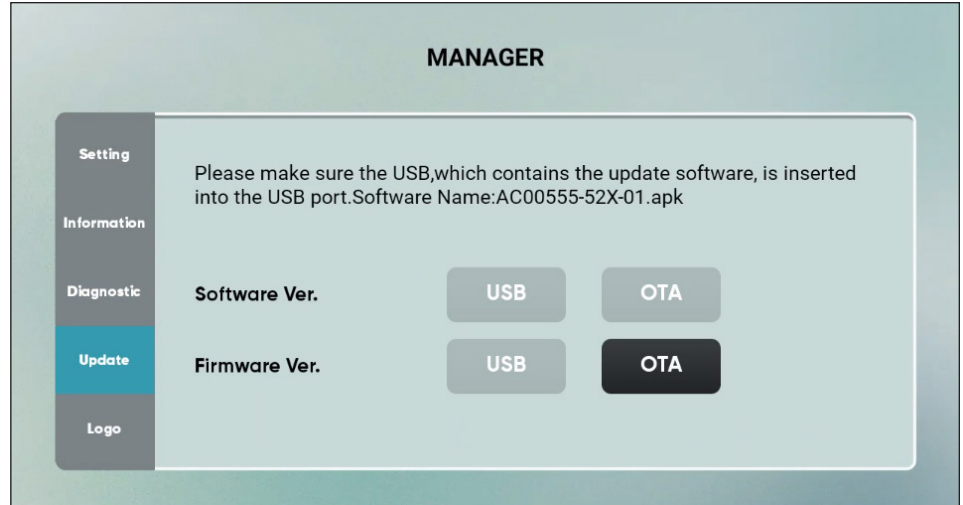 MANAGER
Setting
Please make sure the USB,which contains the update software, is inserted
into the USB port.Software Name:AC00555-52X-01.apk
Information
Diagnostic
Software Ver.
USB
OTA
Update
Firmware Ver.
USB
OTA
Logo